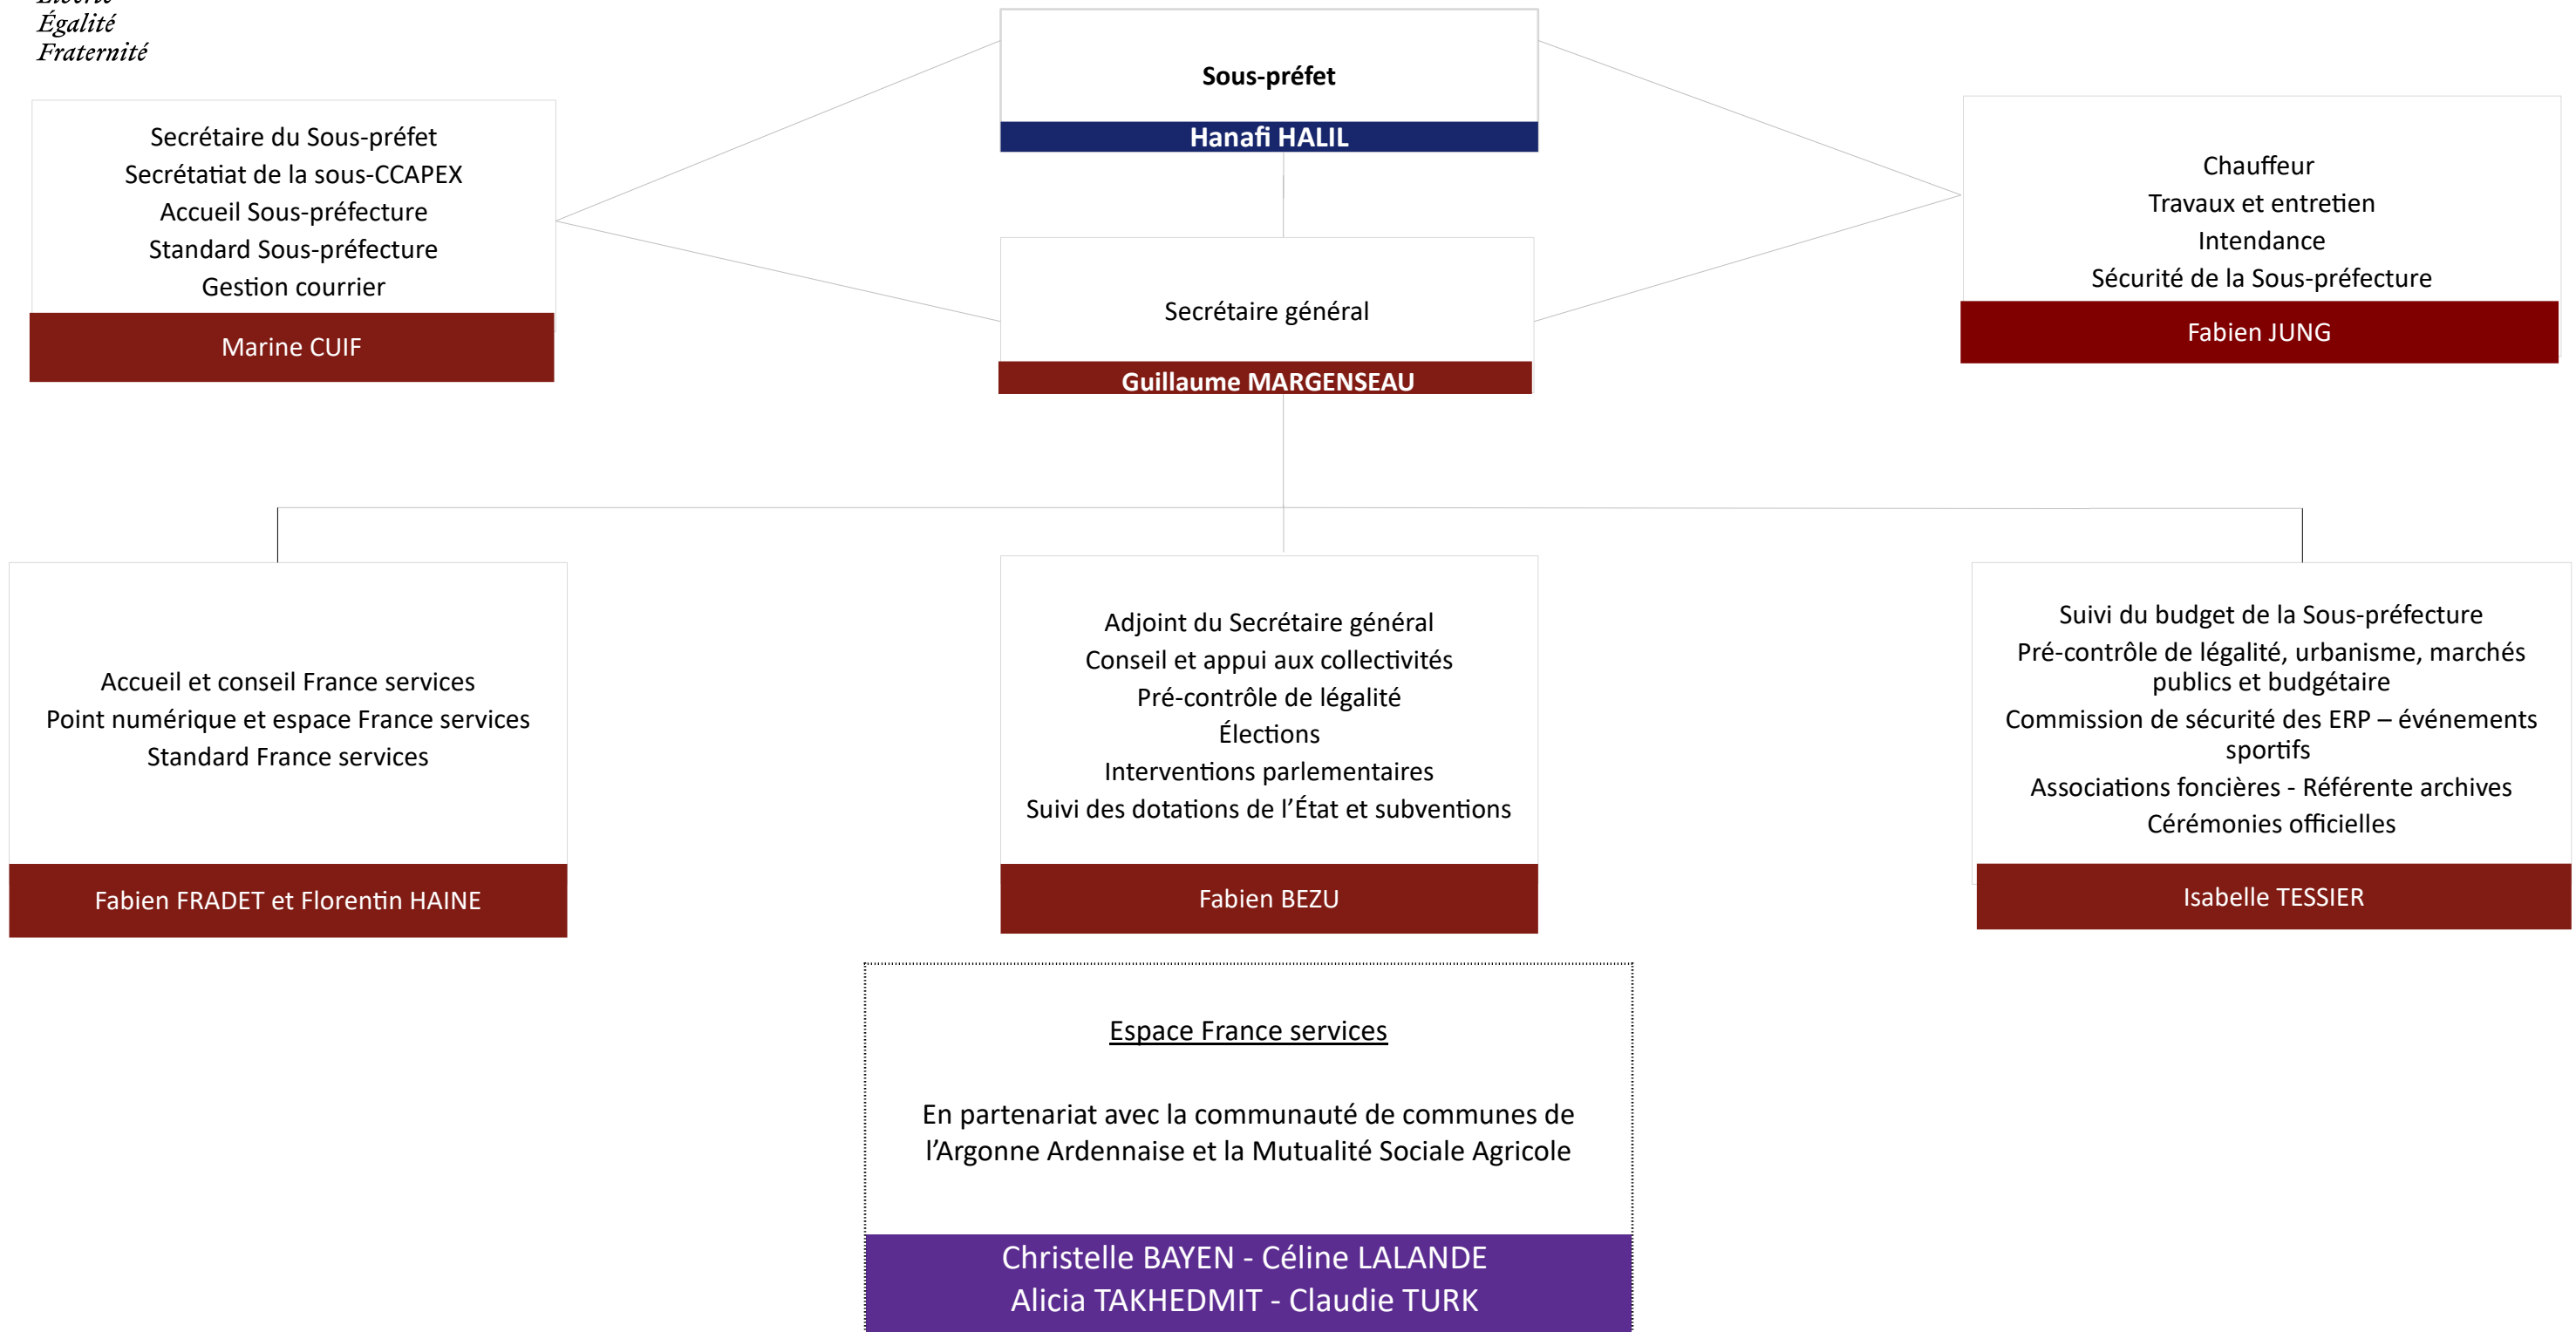 Égalité
Fraternité
Sous-préfet
Hanafi HALIL
Secrétaire du Sous-préfet
Secrétatiat de la sous-CCAPEX
Accueil Sous-préfecture
Standard Sous-préfecture
Gestion courrier
Marine CUIF
Secrétaire général
Guillaume MARGENSEAU
Chauffeur
Travaux et entretien
Intendance
Sécurité de la Sous-préfecture
Fabien JUNG
Accueil et conseil France services
Point numérique et espace France services
Standard France services
Fabien FRADET et Florentin HAINE
Adjoint du Secrétaire général
Conseil et appui aux collectivités
Pré-contrôle de légalité
Élections
Interventions parlementaires
Suivi des dotations de l’État et subventions
Fabien BEZU
Suivi du budget de la Sous-préfecture
Pré-contrôle de légalité, urbanisme, marchés
publics et budgétaire
Commission de sécurité des ERP – événements
sportifs
Associations foncières - Référente archives
Cérémonies officielles
Isabelle TESSIER
Espace France services
En partenariat avec la communauté de communes de
l’Argonne Ardennaise et la Mutualité Sociale Agricole
Christelle BAYEN - Céline LALANDE
Alicia TAKHEDMIT - Claudie TURK